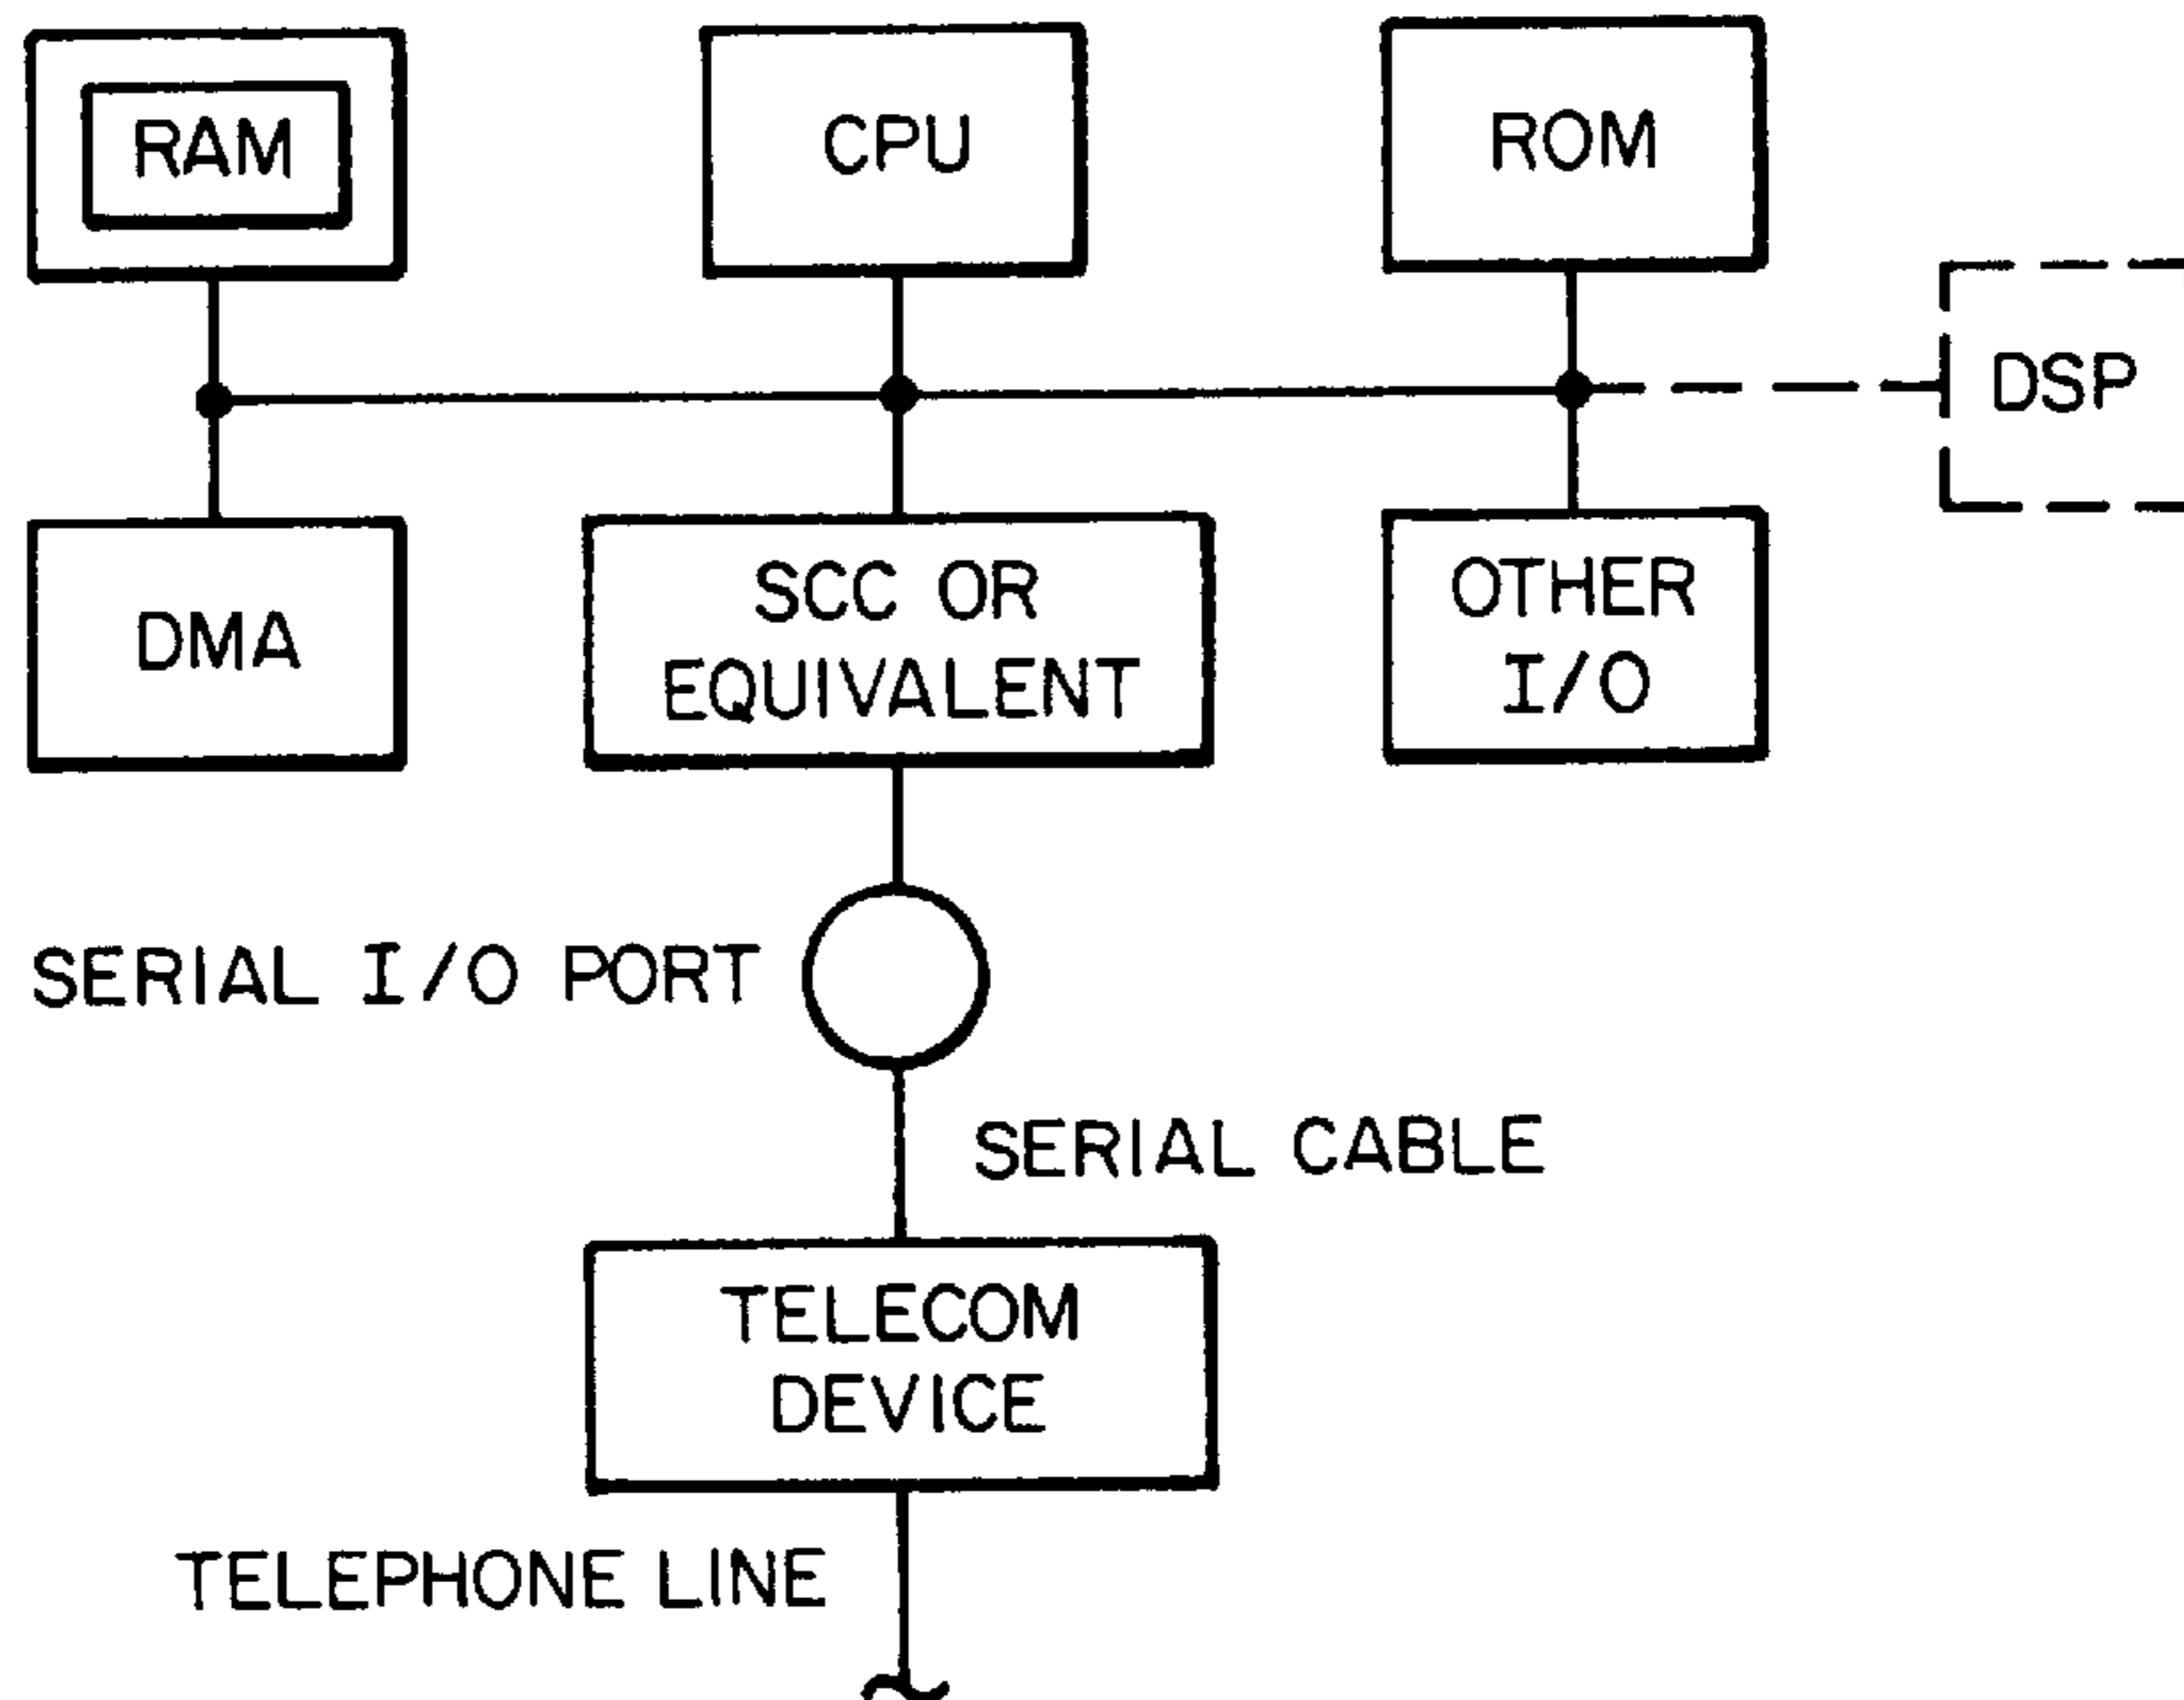 RAM
CPU
ROM
DSP
DMA
SCC OR
EQUIVALENT
OTHER
I/O
SERIAL I/O PORT
SERIAL CABLE
TELECOM
DEVICE
TELEPHONE LINE